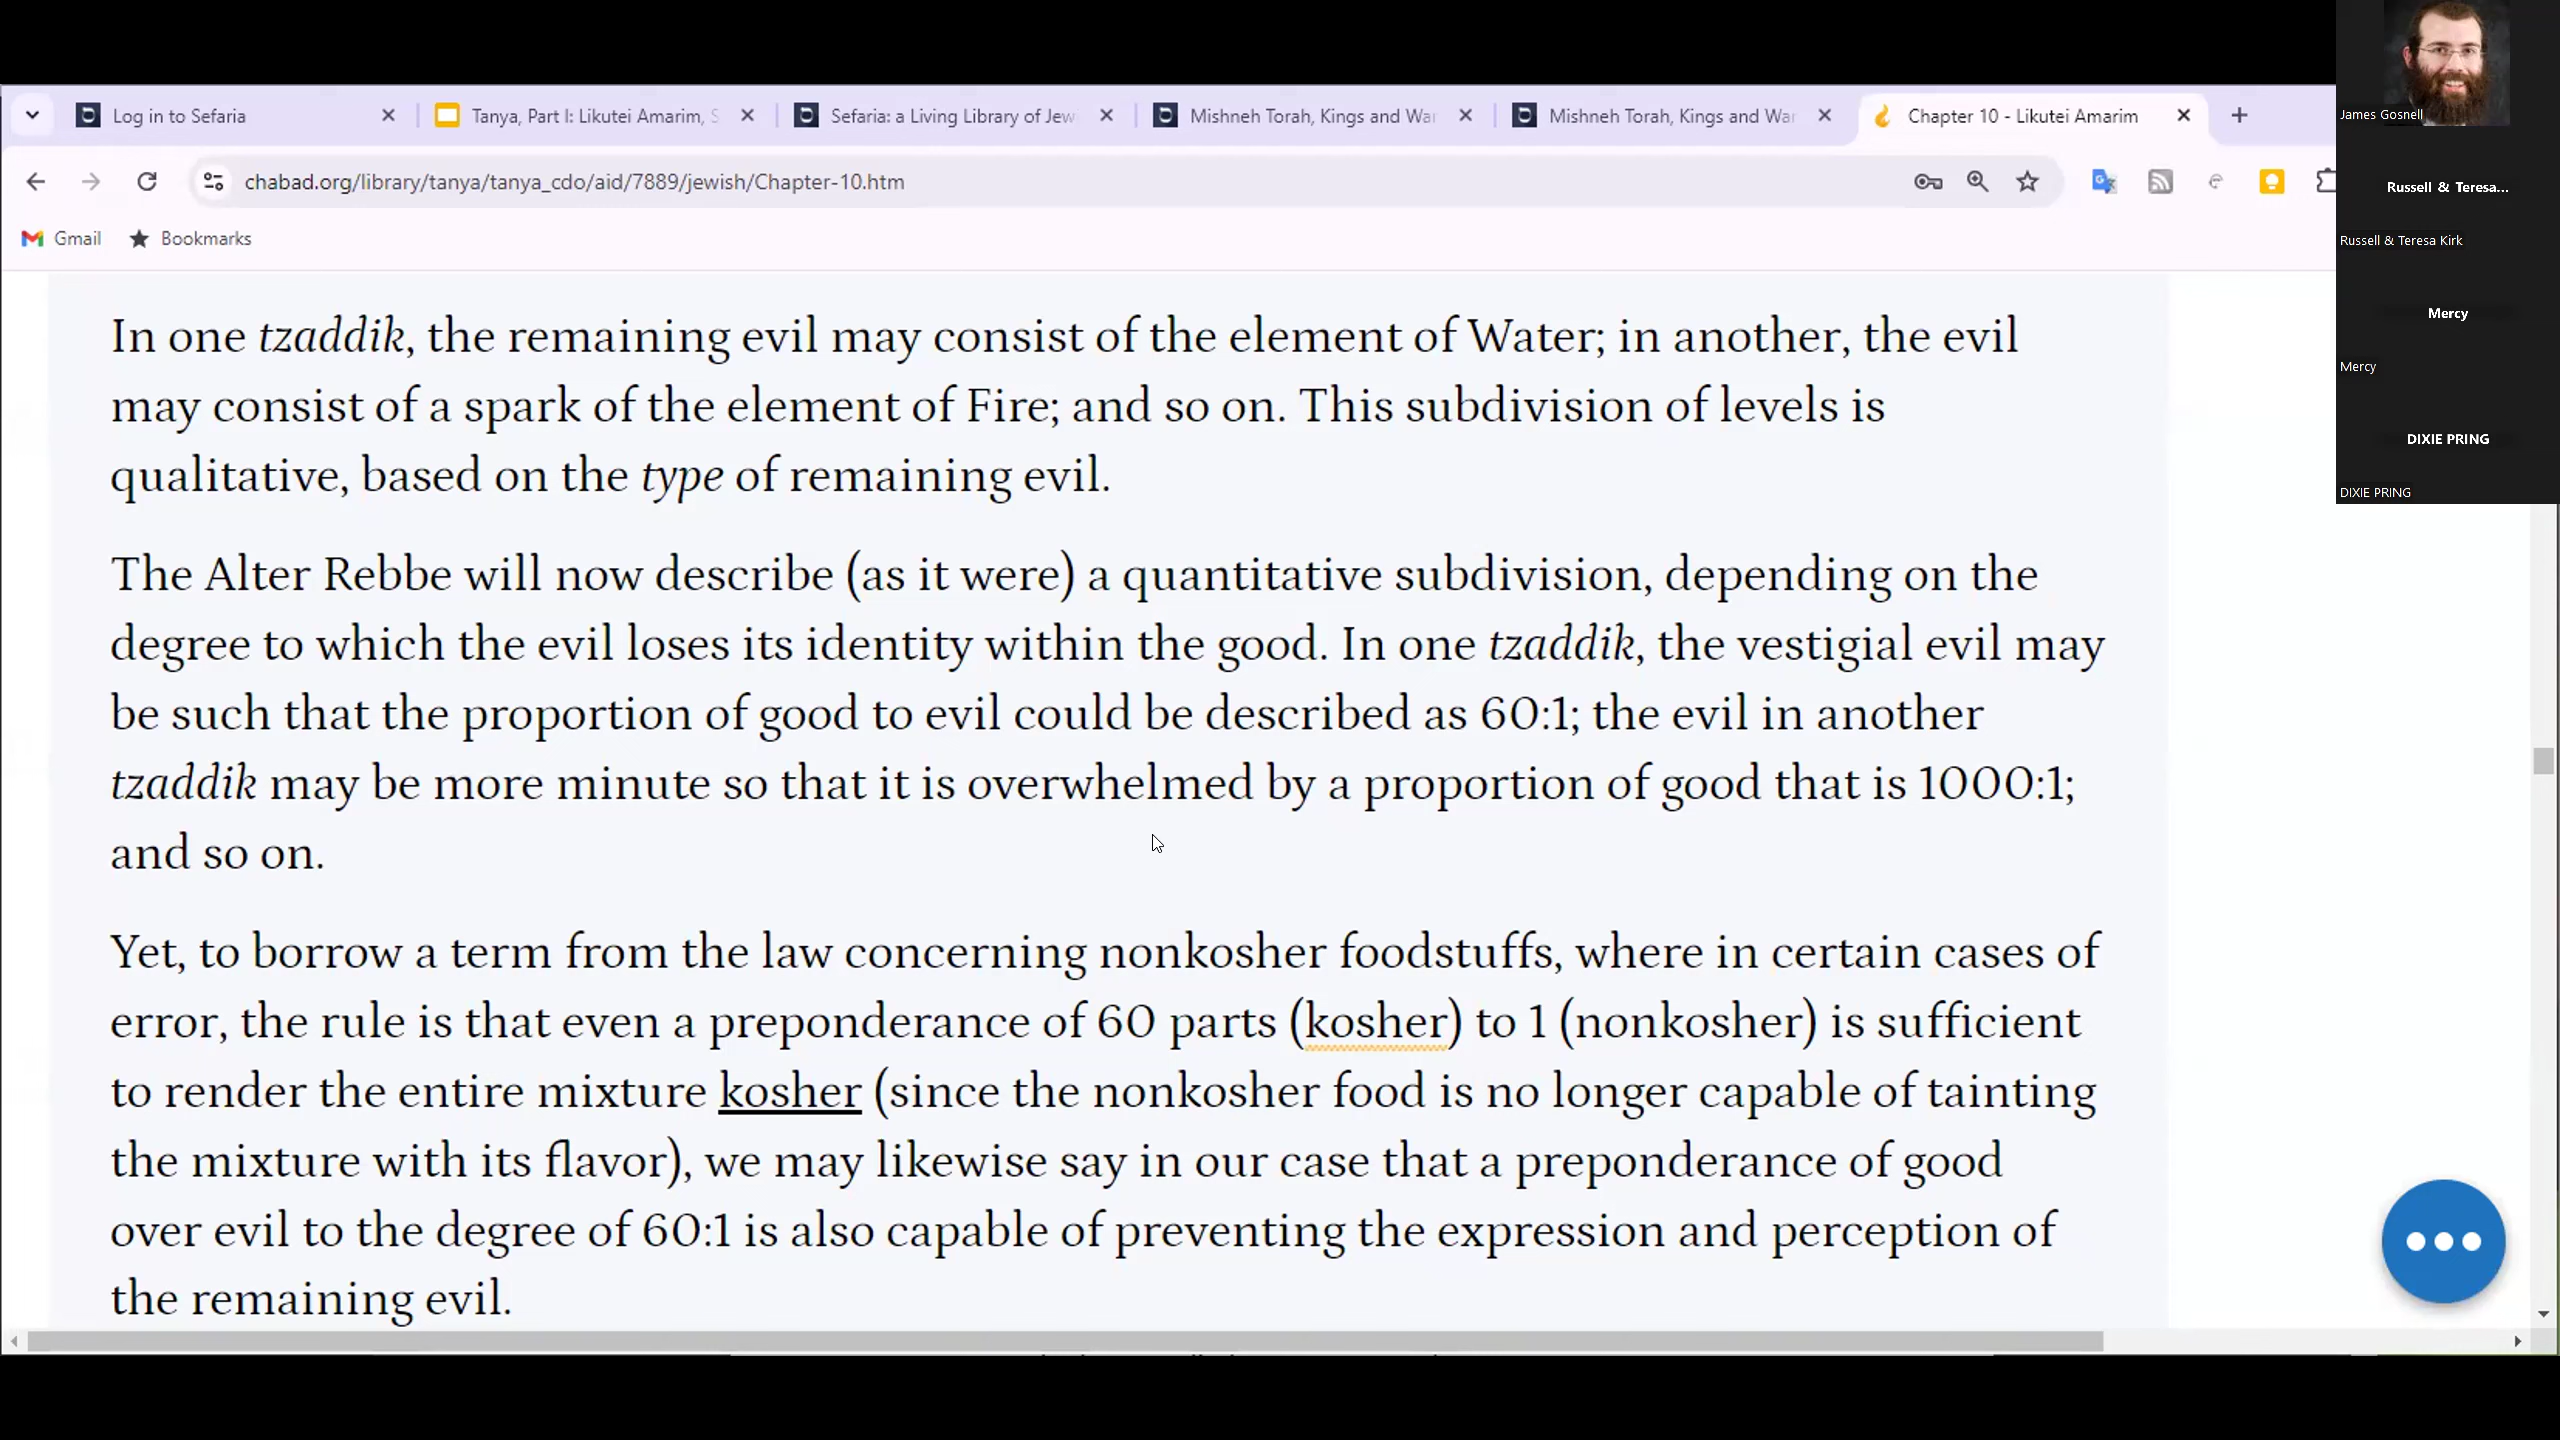 Log in to Sefaria
Tanya, Part I: Likutei Amarim, S
Sefaria: a Living Library of Jew
Mishneh Torah, Kings and War
Mishneh Torah, Kings and War
Chapter 10 - Likutei Amarim
chabad.org/library/tanya/tanya_cdo/aid/7889/jewish/Chapter-10.htm
Gmail
Bookmarks
In one tzaddik, the remaining evil may consist of the element of Water; in another, the evil
may consist of a spark of the element of Fire; and so on. This subdivision of levels is
qualitative, based on the type of remaining evil.
The Alter Rebbe will now describe (as it were) a quantitative subdivision, depending on the
degree to which the evil loses its identity within the good. In one tzaddik, the vestigial evil may
be such that the proportion of good to evil could be described as 60:1; the evil in another
tzaddik may be more minute so that it is overwhelmed by a proportion of good that is 1000:1;
and so on.
Yet, to borrow a term from the law concerning nonkosher foodstuffs, where in certain cases of
error, the rule is that even a preponderance of 60 parts (kosher) to 1 (nonkosher) is sufficient
to render the entire mixture kosher (since the nonkosher food is no longer capable of tainting
the mixture with its flavor), we may likewise say in our case that a preponderance of good
over evil to the degree of 60:1 is also capable of preventing the expression and perception of
the remaining evil.
James Gosnell
Russell & Teresa...
Russell & Teresa Kirk
Mercy
Mercy
DIXIE PRING
DIXIE PRING